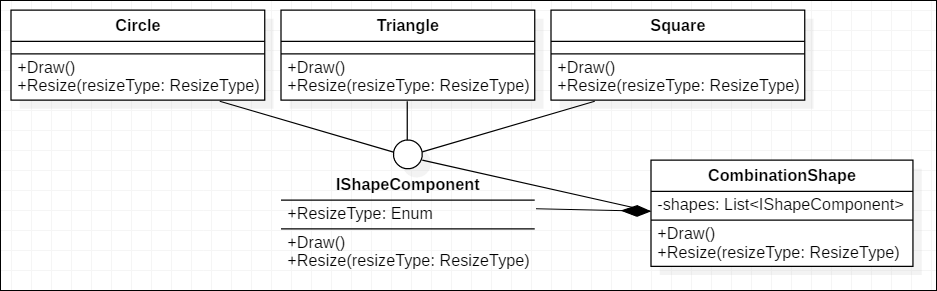 Circle
+Draw()
+Resize(resizeType: ResizeType)
Triangle
+Draw()
+Resize(resizeType: ResizeType)
Square
+Draw()
+Resize(resizeType: ResizeType)
IShapeComponent
+ResizeType: Enum
+Draw()
+Resize(resizeType: ResizeType)
CombinationShape
-shapes: List<IShapeComponent>
+Draw()
+Resize(resizeType: ResizeType)